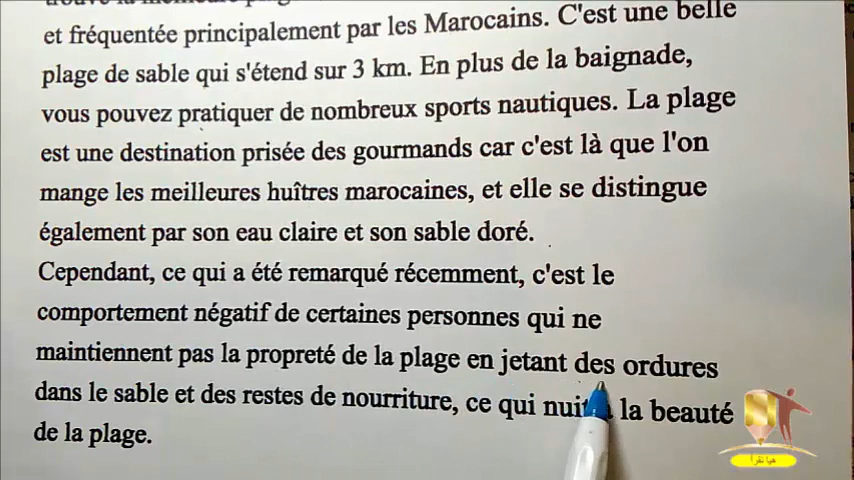 et fréquentée principalement par les Marocains. C'est une belle
plage de sable qui s'étend sur 3 km. En plus de la baignade,
vous pouvez pratiquer de nombreux sports nautiques. La plage
est une destination prisée des gourmands car c'est là que l'on
mange les meilleures huîtres marocaines, et elle se distingue
également par son eau claire et son sable doré.
Cependant, ce qui a été remarqué récemment, c'est le
comportement négatif de certaines personnes qui ne
maintiennent pas la propreté de la plage en jetant des ordures
dans le sable et des restes de nourriture, ce qui nuit la beauté
de la plage.
هيا نقرأ